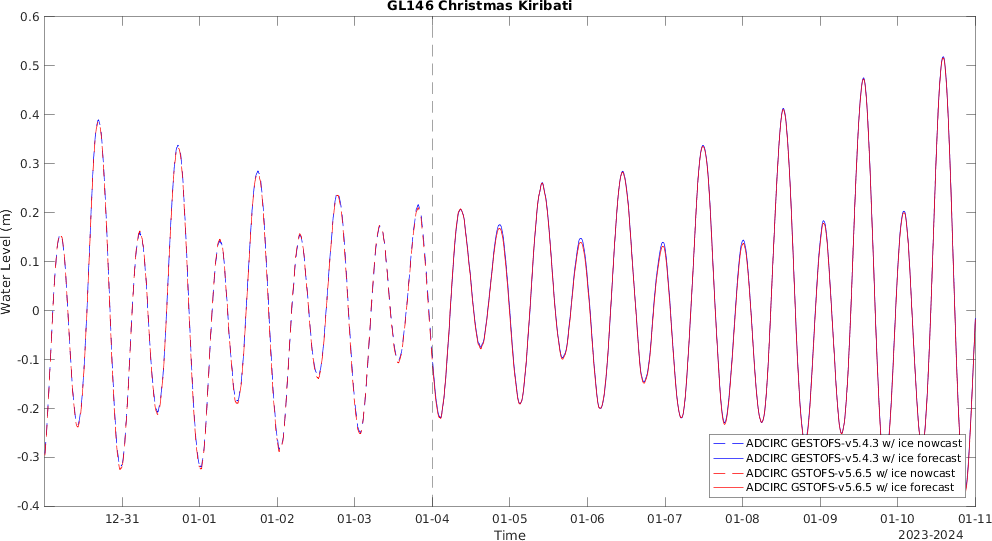 GL146 Christmas Kiribati
0.6
0.5
0.4
0.3
0.2
0.1
0
-0.1
-0.2
-0.3
-0.4
Water Level (m)
ADCIRC GESTOFS-v5.4.3 w/ ice nowcast
ADCIRC GESTOFS-v5.4.3 w/ ice forecast
ADCIRC GSTOFS-v5.6.5 w/ ice nowcast
ADCIRC GSTOFS-v5.6.5 w/ ice forecast
12-31 01-01 01-02 01-03 01-04 01-05 01-06 01-07 01-08 01-09 01-10 01-11
Time
2023-2024